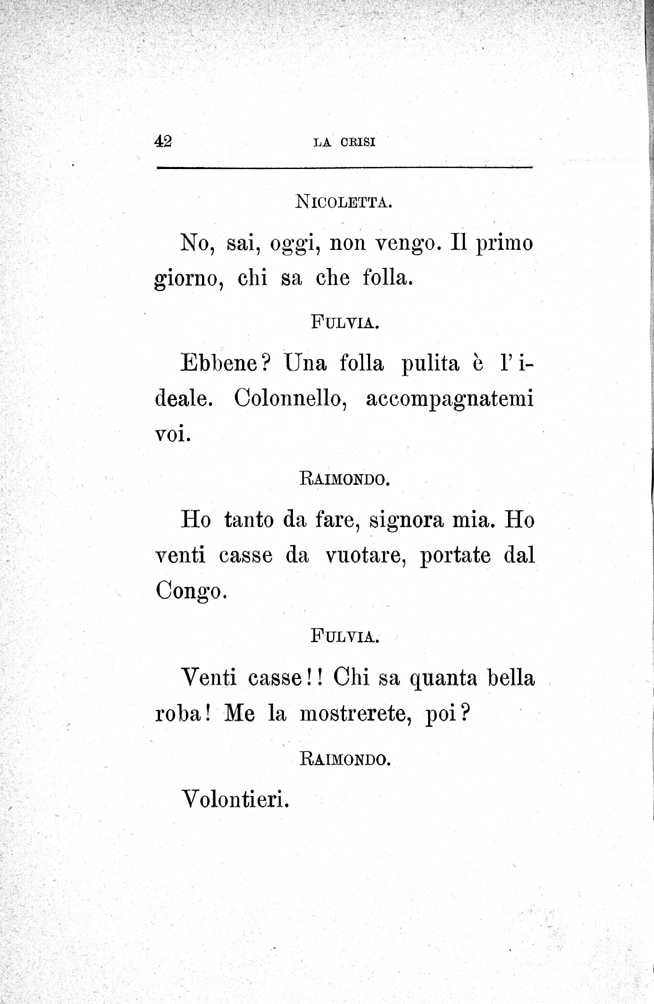 42 LA CRISI
NICOLETTA.
No, sai, oggi, non vengo. Il primo
giorno, chi sa che folla.
FULVIA.
Ebbene? Una folla pulita è l'i-
deale. Colonnello, accompagnatemi
voi.
RAIMONDO.
Ho tanto da fare, signora mia. Ho
venti casse da vuotare, portate dal
Congo.
FULVIA.
Venti casse!! Chi sa quanta bella
roba! Me la mostrerete, poi?
RAIMONDO.
Volontieri.